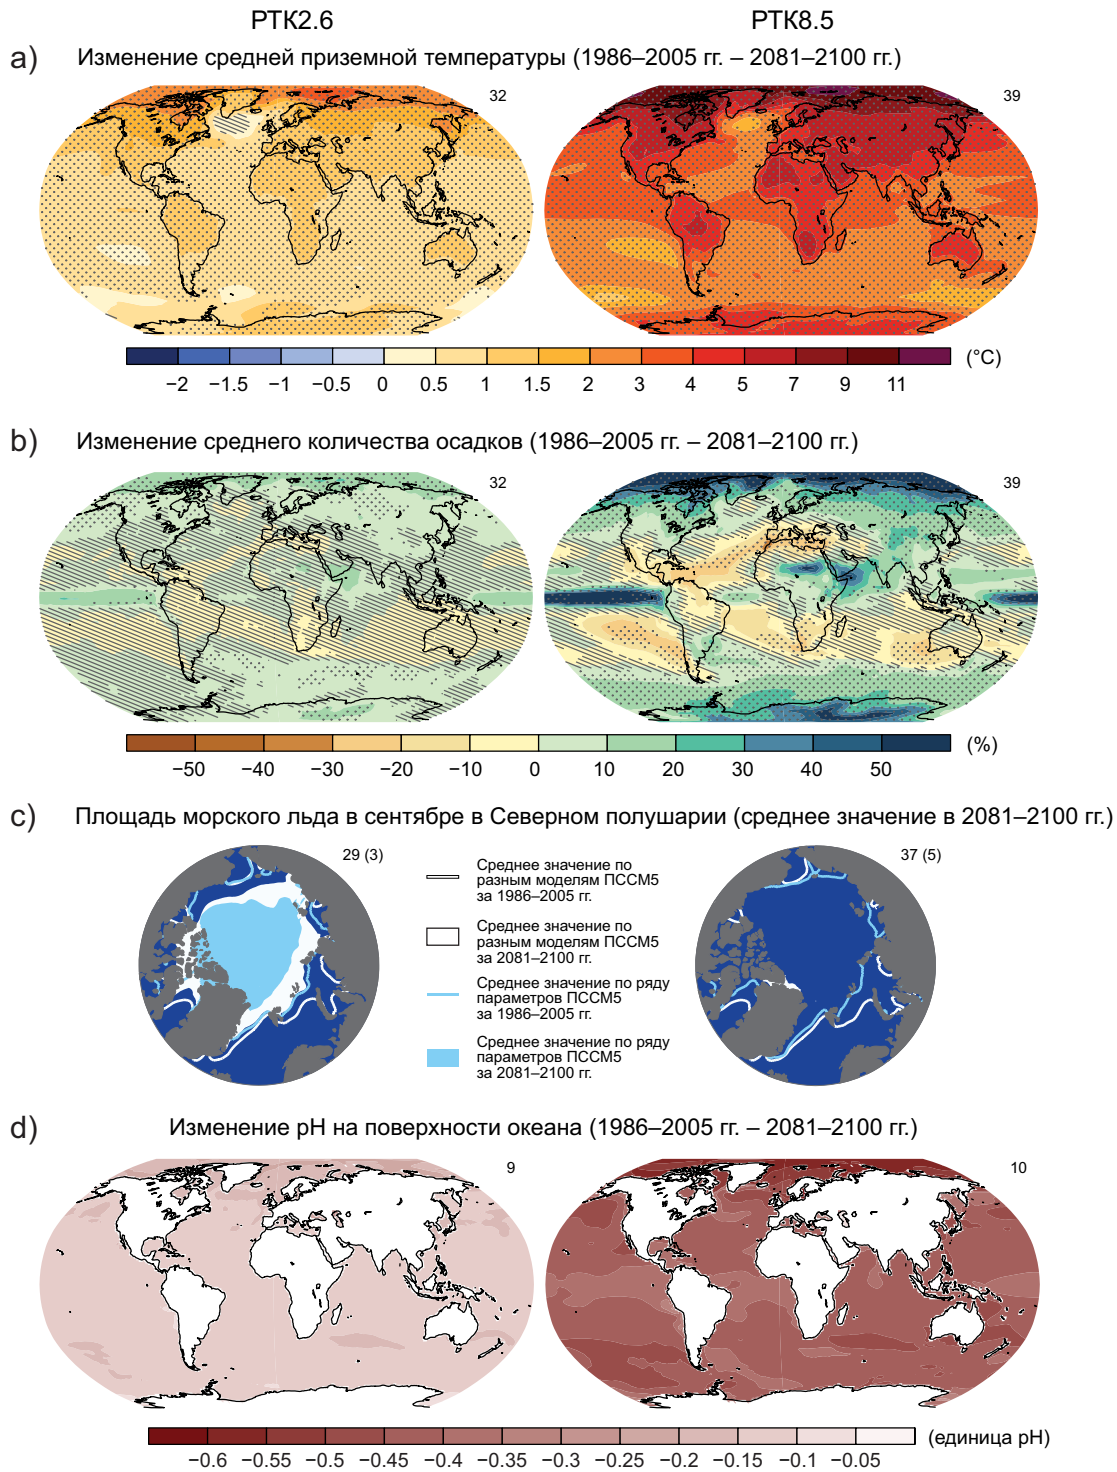 РТК2.6
РТК8.5
a) Изменение средней приземной температуры (1986–2005 гг. – 2081–2100 гг.)
32
39
−2 −1.5 −1 −0.5 0 0.5 1 1.5 2 3 4 5 7 9 11 (°C)
b) Изменение среднего количества осадков (1986–2005 гг. – 2081–2100 гг.)
32
39
−50 −40 −30 −20 −10 0 10 20 30 40 50 (%)
c) Площадь морского льда в сентябре в Северном полушарии (среднее значение в 2081–2100 гг.)
29 (3)
37 (5)
Среднее значение по
разным моделям ПССМ5
за 1986–2005 гг.
Среднее значение по
разным моделям ПССМ5
за 2081–2100 гг.
Среднее значение по ряду
параметров ПССМ5
за 1986–2005 гг.
Среднее значение по ряду
параметров ПССМ5
за 2081–2100 гг.
d) Изменение pH на поверхности океана (1986–2005 гг. – 2081–2100 гг.)
9
10
−0.6 −0.55 −0.5 −0.45 −0.4 −0.35 −0.3 −0.25 −0.2 −0.15 −0.1 −0.05 (единица pH)